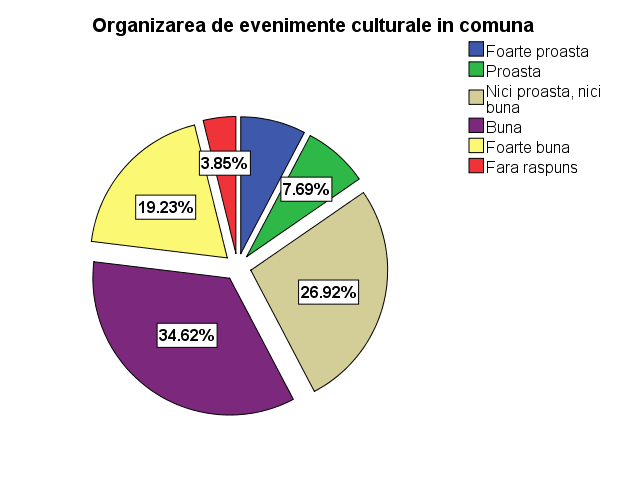 Organizarea de evenimente culturale in comuna
Foarte proasta
Proasta
Nici proasta, nici
buna
Buna
Foarte buna
Fara raspuns
3.85%
7.69%
19.23%
26.92%
34.62%